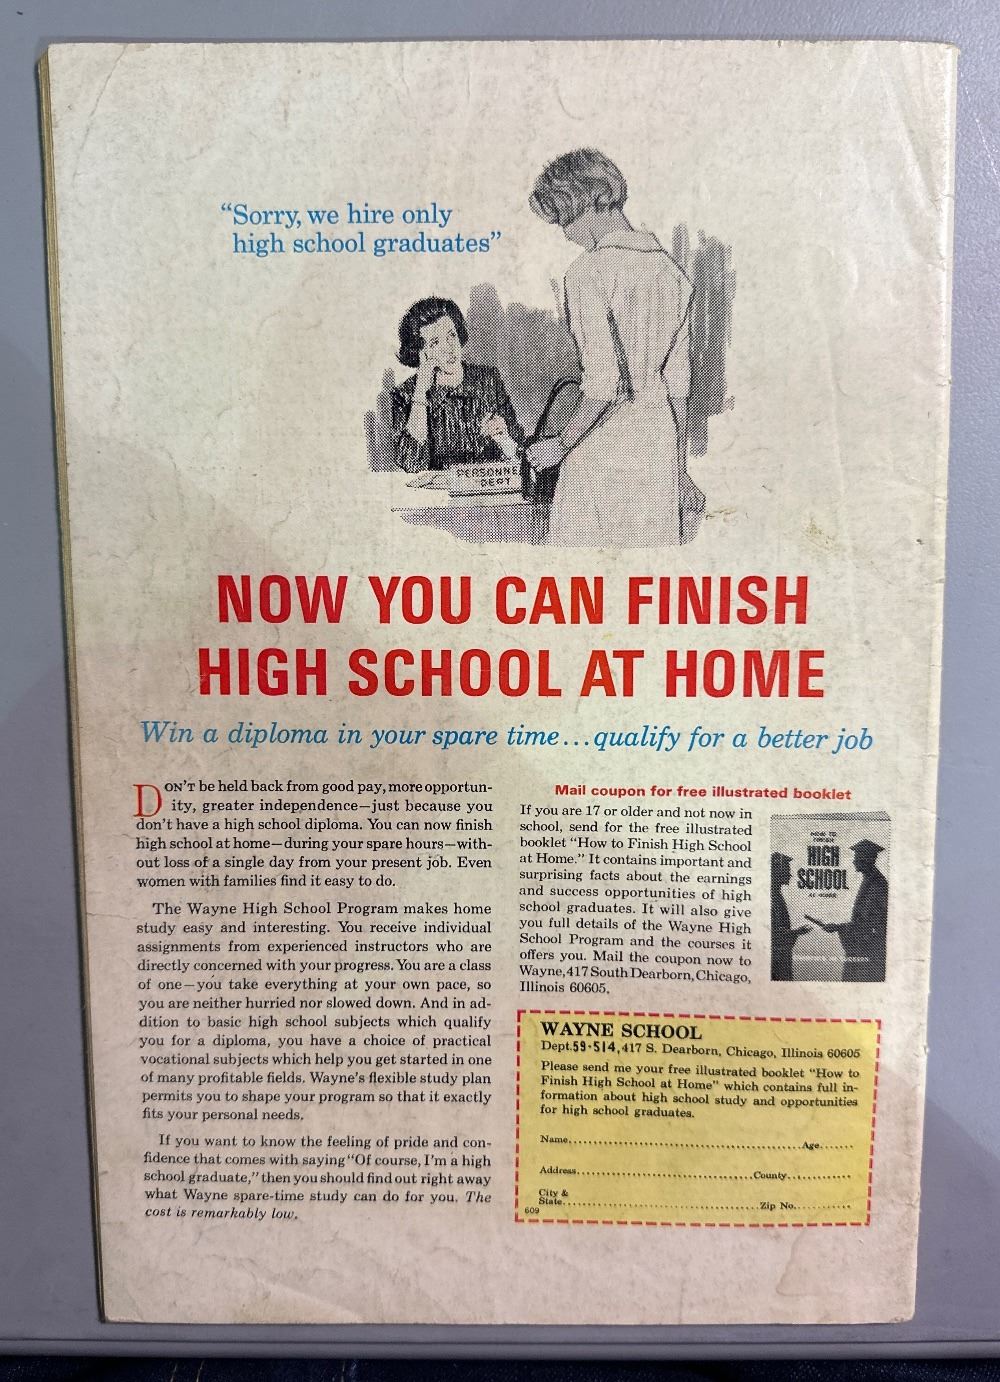 “Sorry, we hire only
high school graduates”
PERSONNE
DEPT
NOW YOU CAN FINISH
HIGH SCHOOL AT HOME
Win a diploma in your spare time...qualify for a better job
DON'T be held back from good pay, more opportun-
ity, greater independence—just because you
don't have a high school diploma. You can now finish
high school at home—during your spare hours—with-
out loss of a single day from your present job. Even
women with families find it easy to do.
The Wayne High School Program makes home
study easy and interesting. You receive individual
assignments from experienced instructors who are
directly concerned with your progress. You are a class
of one—you take everything at your own pace, so
you are neither hurried nor slowed down. And in ad-
dition to basic high school subjects which qualify
you for a diploma, you have a choice of practical
vocational subjects which help you get started in one
of many profitable fields. Wayne's flexible study plan
permits you to shape your program so that it exactly
fits your personal needs.
If you want to know the feeling of pride and con-
fidence that comes with saying “Of course, I'm a high
school graduate,” then you should find out right away
what Wayne spare-time study can do for you. The
cost is remarkably low.
Mail coupon for free illustrated booklet
If you are 17 or older and not now in
school, send for the free illustrated
booklet “How to Finish High School
at Home.” It contains important and
surprising facts about the earnings
and success opportunities of high
school graduates. It will also give
you full details of the Wayne High
School Program and the courses it
offers you. Mail the coupon now to
Wayne, 417 South Dearborn, Chicago,
Illinois 60605.
HOW TO
FINISH
HIGH
SCHOOL
AT HOME
WAYNE SCHOOL
Dept. 59-514, 417 S. Dearborn, Chicago, Illinois 60605
Please send me your free illustrated booklet “How to
Finish High School at Home” which contains full in-
formation about high school study and opportunities
for high school graduates.
Name..........Age.......
Address..........County..........
City &
State..........Zip No..........
609